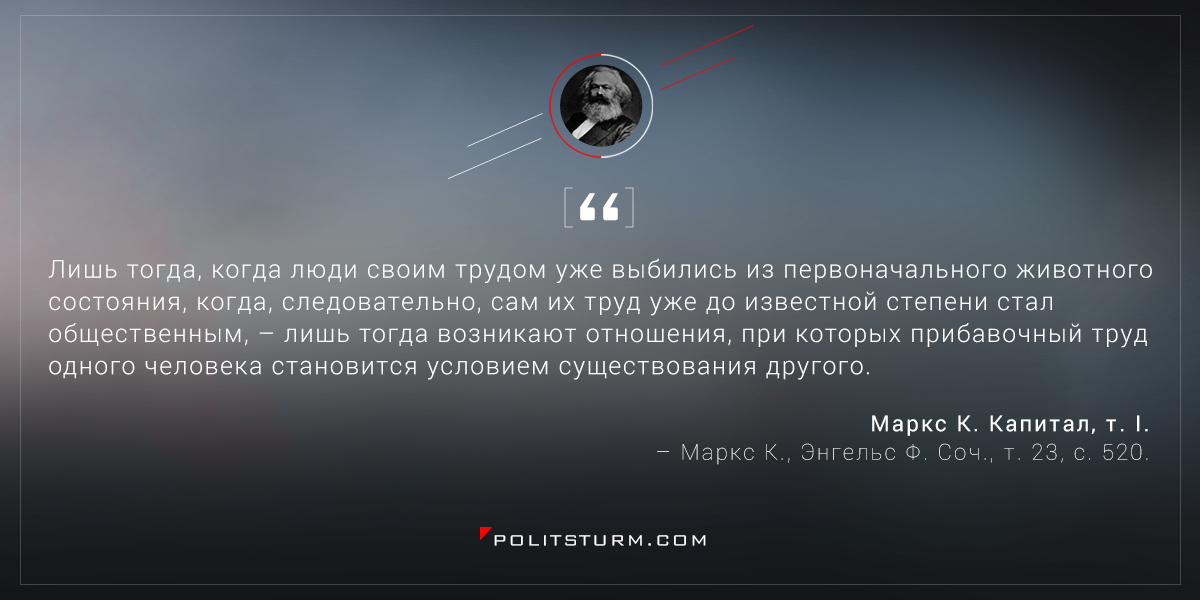 Лишь тогда, когда люди своим трудом уже выбились из первоначального животного
состояния, когда, следовательно, сам их труд уже до известной степени стал
общественным, – лишь тогда возникают отношения, при которых прибавочный труд
одного человека становится условием существования другого.
Маркс К. Капитал, т. I.
– Маркс К., Энгельс Ф. Соч., т. 23, с. 520.
POLITSTURM.COM